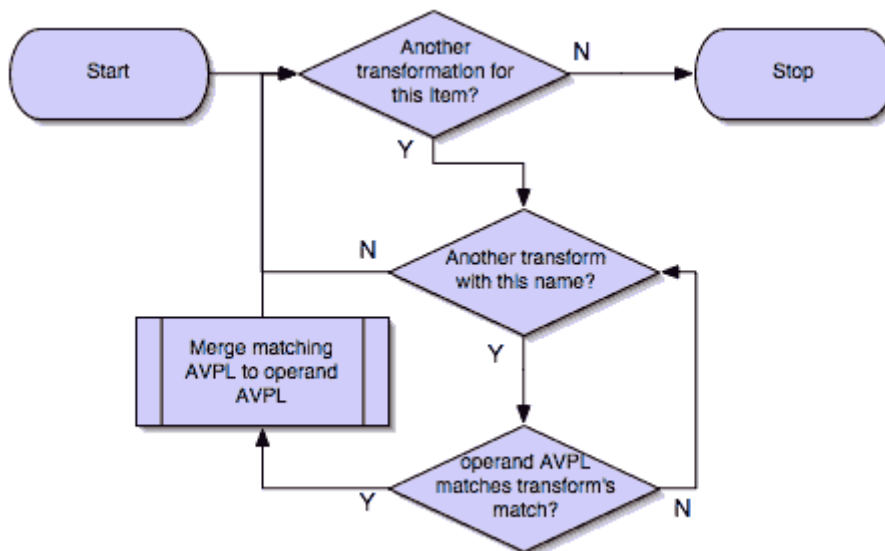 Start
Another
transformation for
this Item?
N
Stop
Y
Another transform
with this name?
N
Y
Merge matching
AVPL to operand
AVPL
operand AVPL
matches transform's
match?
Y
N